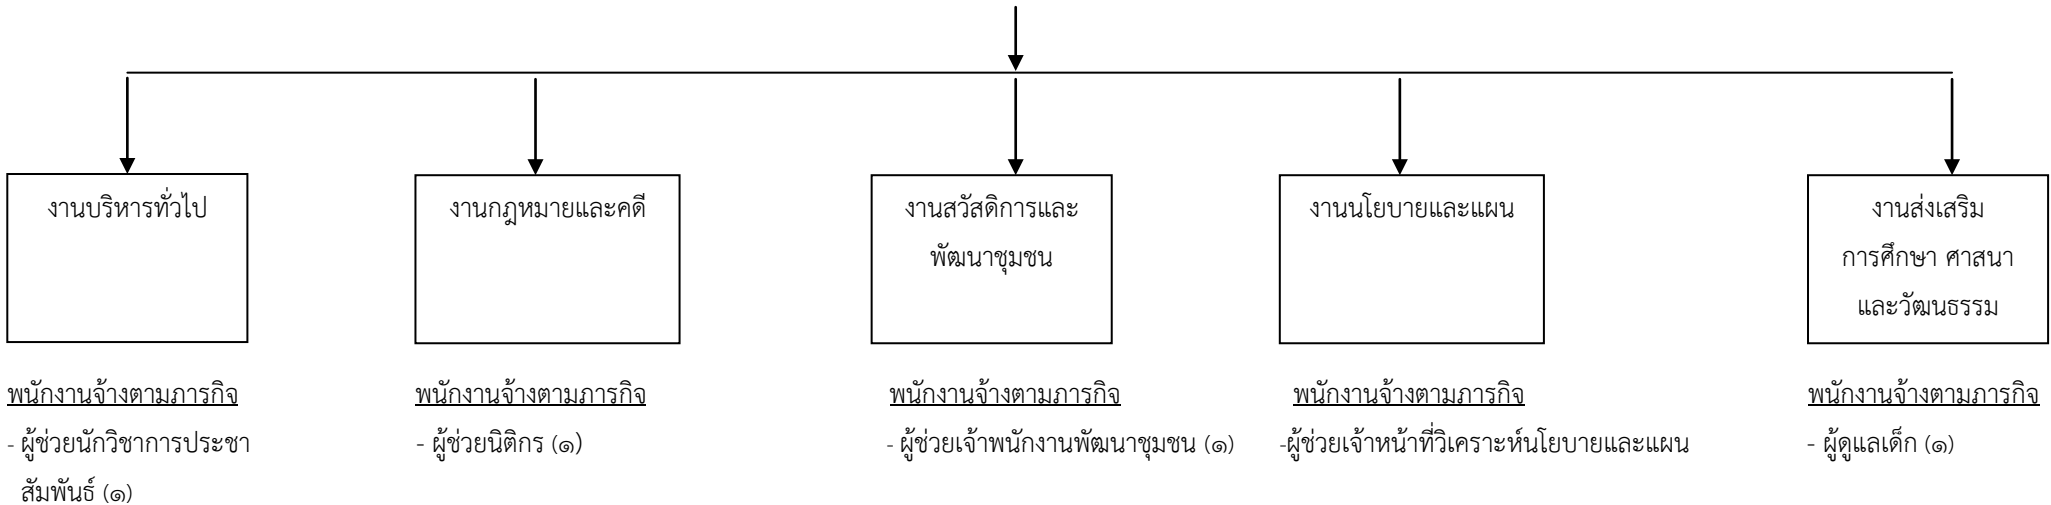 งานบริหารทั่วไป
งานกฎหมายและคดี
งานสวัสดิการและ
พัฒนาชุมชน
งานนโยบายและแผน
งานส่งเสริม
การศึกษา ศาสนา
และวัฒนธรรม
พนักงานจ้างตามภารกิจ
- ผู้ช่วยนักวิชาการประชา
สัมพันธ์ (๑)
พนักงานจ้างตามภารกิจ
- ผู้ช่วยนิติกร (๑)
พนักงานจ้างตามภารกิจ
- ผู้ช่วยเจ้าพนักงานพัฒนาชุมชน (๑)
พนักงานจ้างตามภารกิจ
-ผู้ช่วยเจ้าหน้าที่วิเคราะห์นโยบายและแผน
พนักงานจ้างตามภารกิจ
- ผู้ดูแลเด็ก (๑)